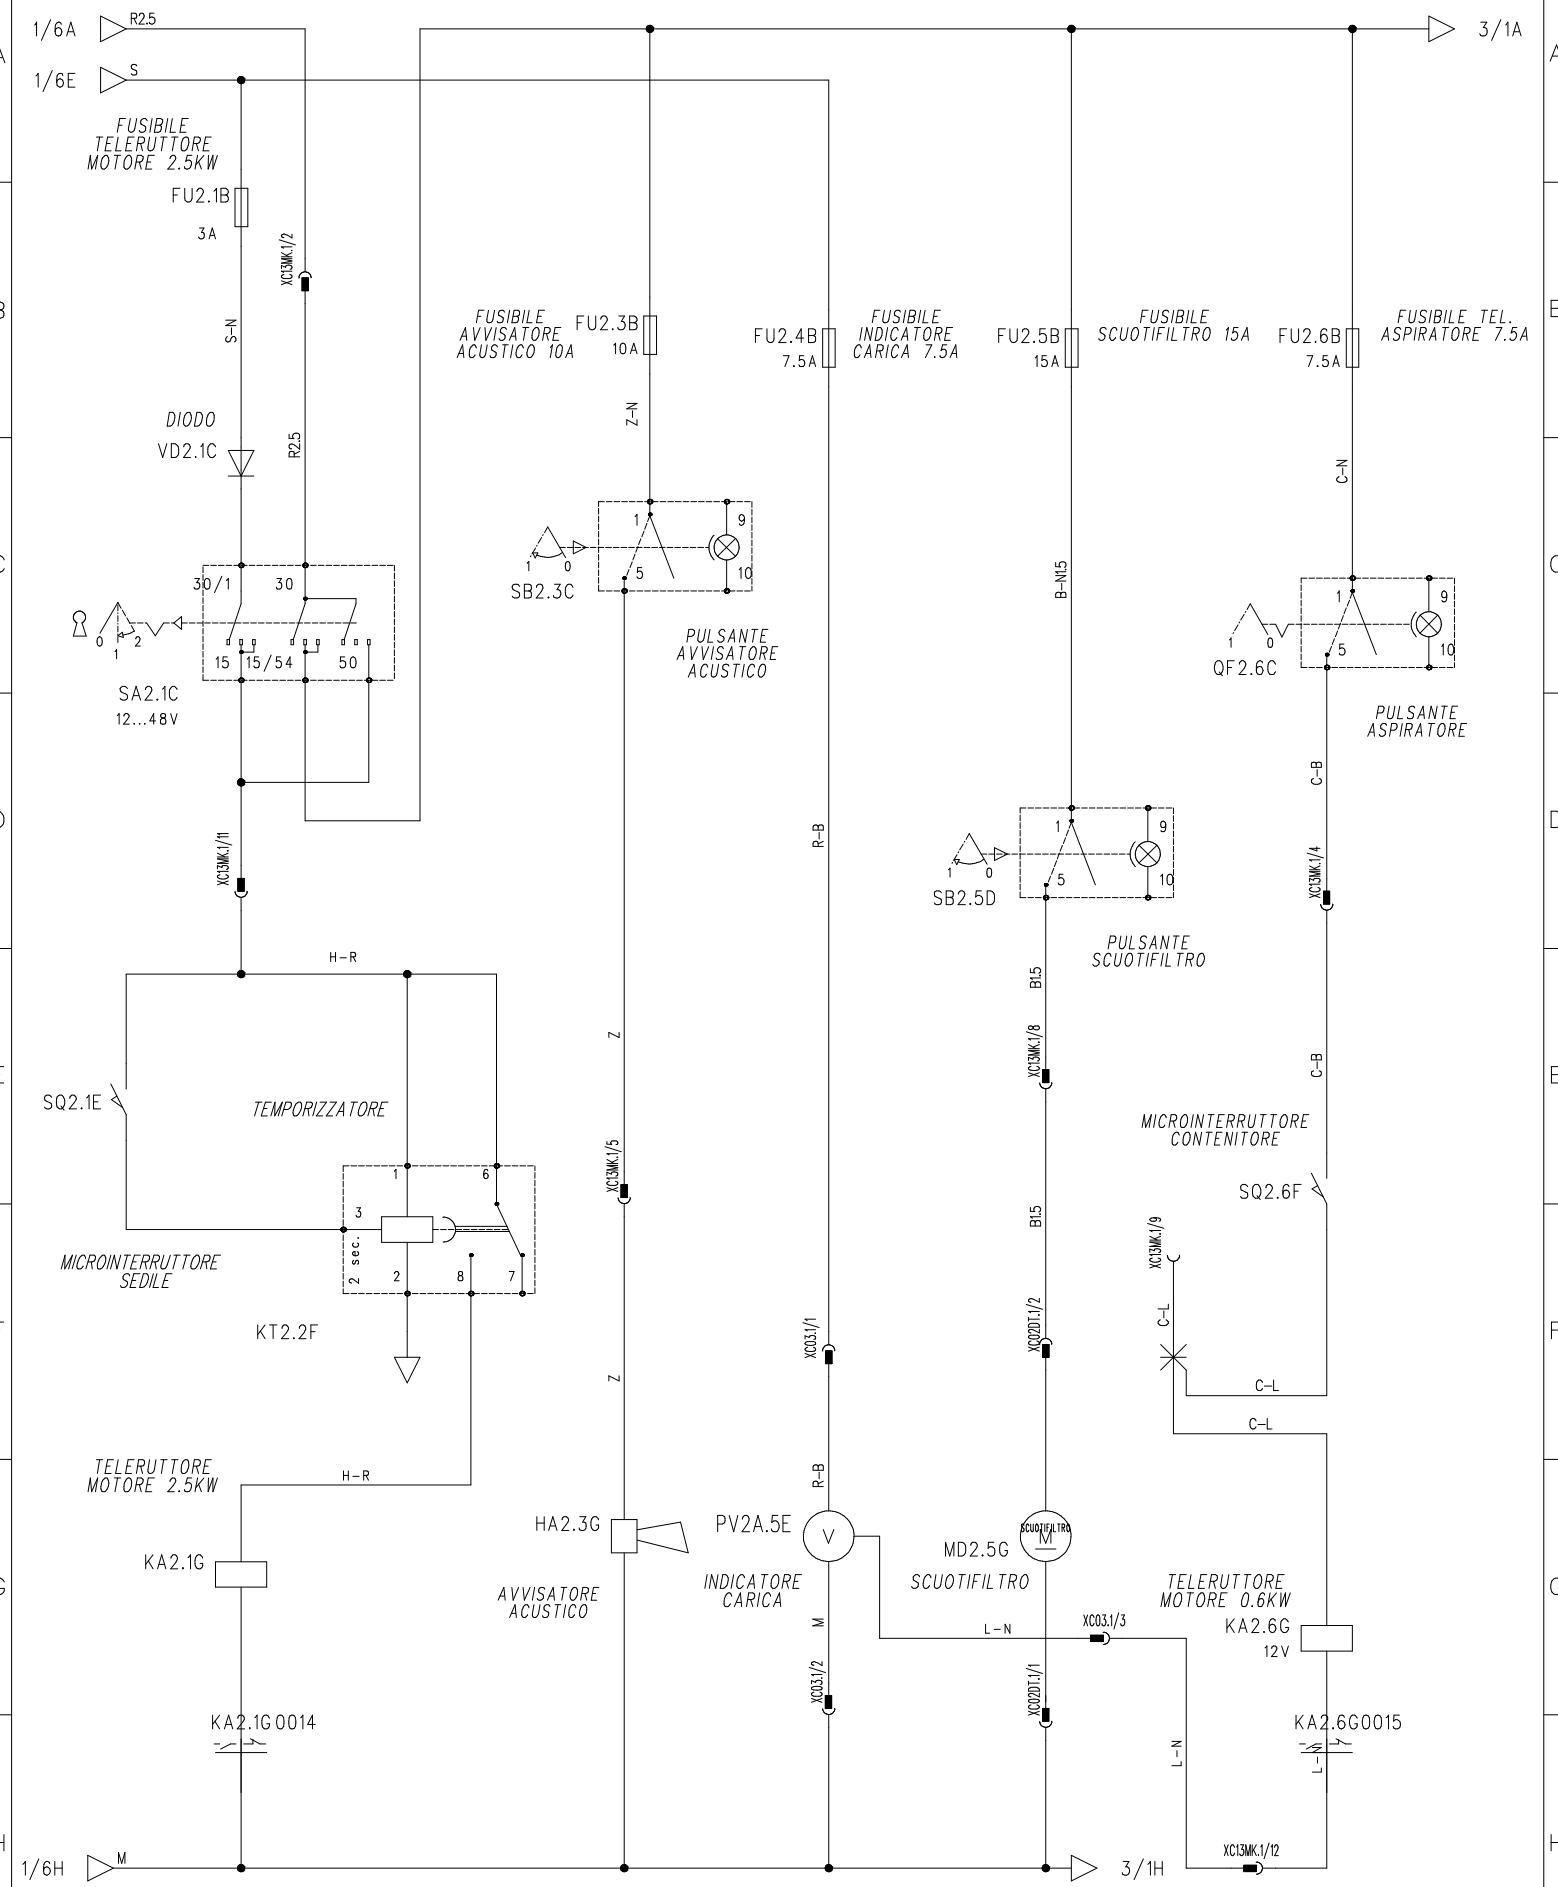 1/6A
R2.5
3/1A
A
1/6E
S
FUSIBILE
TELERUTTORE
MOTORE 2.5KW
FU2.1B
3A
XC13MK.1/2
S-N
FUSIBILE
AVVISATORE
ACUSTICO 10A
FU2.3B
10A
FU2.4B
7.5A
FUSIBILE
INDICATORE
CARICA 7.5A
FU2.5B
15A
FUSIBILE
SCUOTIFILTRO 15A
FU2.6B
7.5A
FUSIBILE TEL.
ASPIRATORE 7.5A
DIODO
VD2.1C
R2.5
Z-N
C-N
1
9
5
10
1
0
SB2.3C
PULSANTE
AVVISATORE
ACUSTICO
30/1
30
0
1
2
15
15/54
50
SA2.1C
12...48V
B-N1.5
1
9
5
10
1
0
QF2.6C
PULSANTE
ASPIRATORE
C-B
XC13MK.1/11
R-B
1
9
5
10
1
0
SB2.5D
PULSANTE
SCUOTIFILTRO
XC13MK.1/4
D
H-R
B1.5
Z
XC13MK.1/8
C-B
E
SQ2.1E
TEMPORIZZATORE
MICROINTERRUTTORE
CONTENITORE
SQ2.6F
XC13MK.1/5
1
6
3
2 sec.
2
8
7
MICROINTERRUTTORE
SEDILE
KT2.2F
B1.5
XC13MK.1/9
C-L
XC03.1/1
XC02DT.1/2
F
Z
C-L
C-L
TELERUTTORE
MOTORE 2.5KW
H-R
R-B
HA2.3G
PV2A.5E
V
SCUOTIFILTRO
M
MD2.5G
KA2.1G
AVVISATORE
ACUSTICO
INDICATORE
CARICA
SCUOTIFILTRO
TELERUTTORE
MOTORE 0.6KW
M
L-N
XC03.1/3
KA2.6G
12V
XC03.1/2
XC02DT.1/1
KA2.1G0014
KA2.6G0015
L-N
L-N
XC13MK.1/12
H
1/6H
M
3/1H